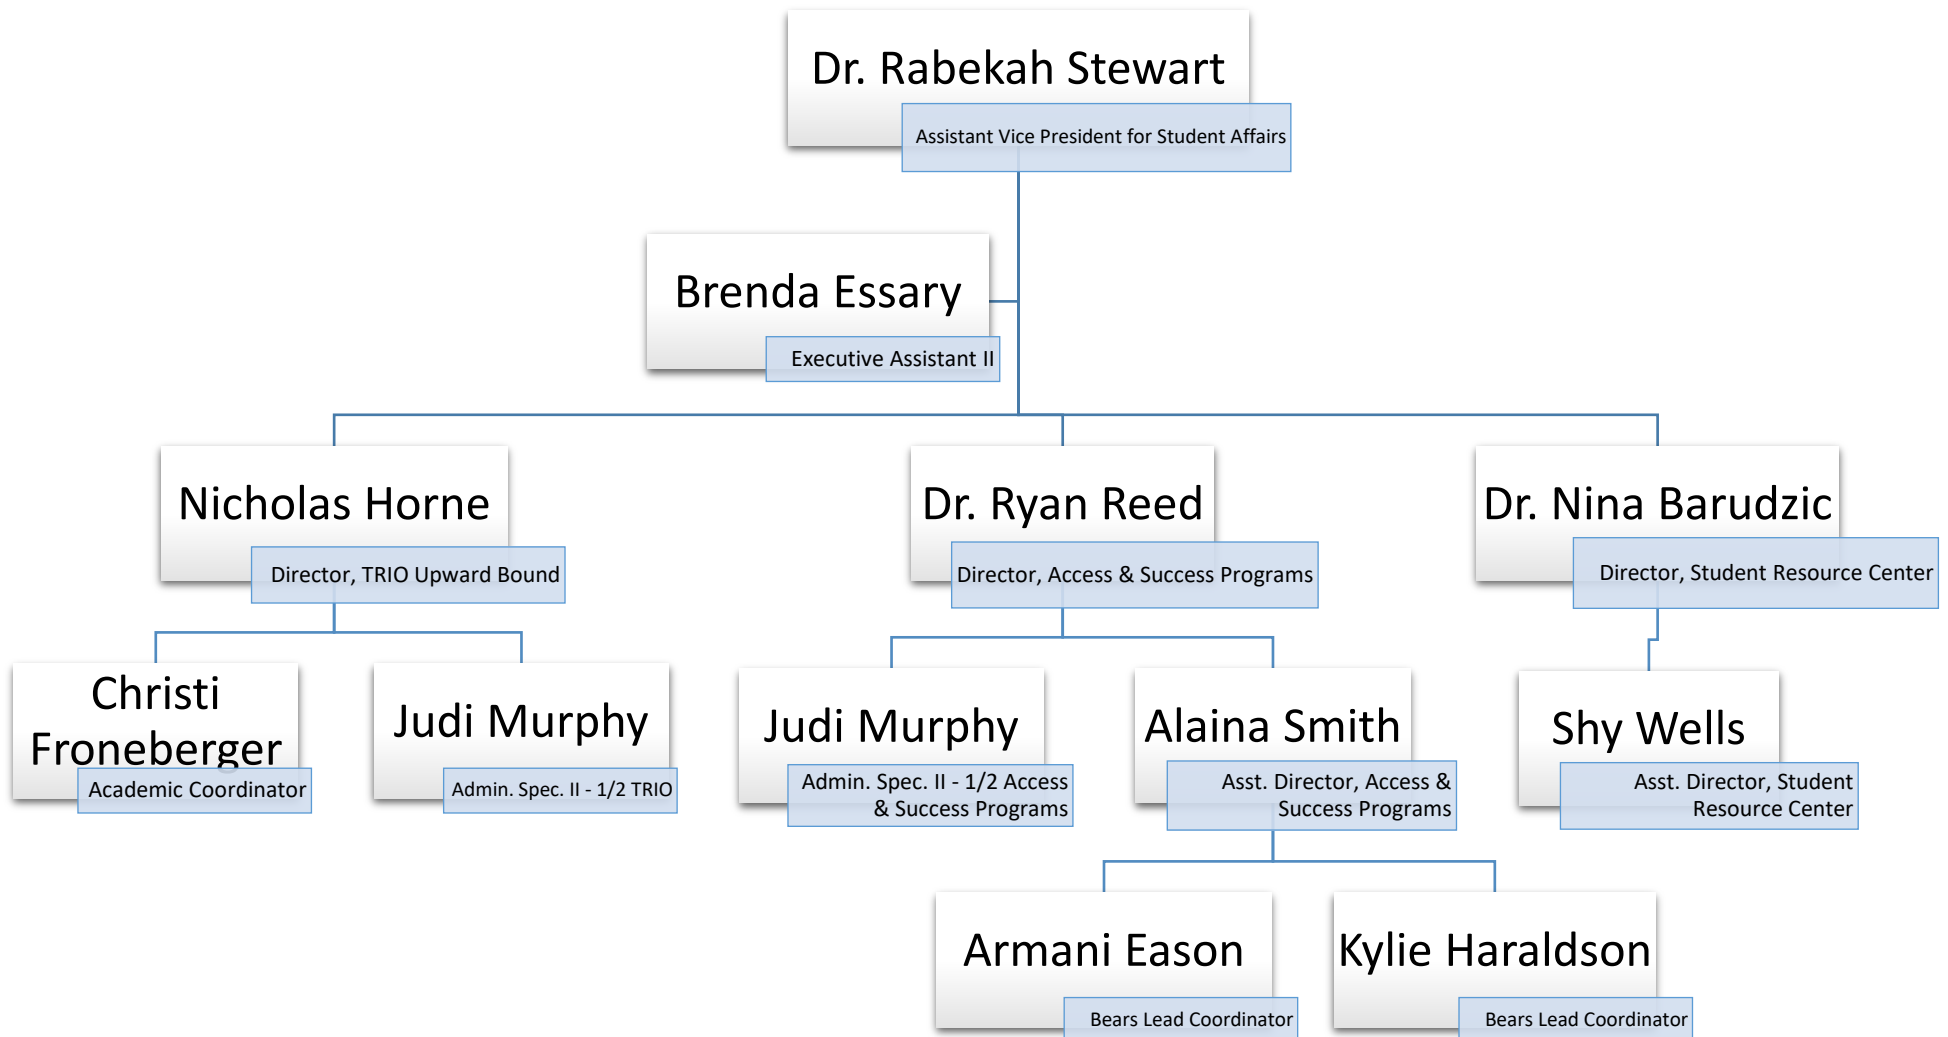 Dr. Rabekah Stewart
Assistant Vice President for Student Affairs
Brenda Essary
Executive Assistant II
Nicholas Horne
Director, TRIO Upward Bound
Dr. Ryan Reed
Director, Access & Success Programs
Dr. Nina Barudzic
Director, Student Resource Center
Christi
Froneberger
Academic Coordinator
Judi Murphy
Admin. Spec. II - 1/2 TRIO
Judi Murphy
Admin. Spec. II - 1/2 Access
& Success Programs
Alaina Smith
Asst. Director, Access &
Success Programs
Shy Wells
Asst. Director, Student
Resource Center
Armani Eason
Bears Lead Coordinator
Kylie Haraldson
Bears Lead Coordinator